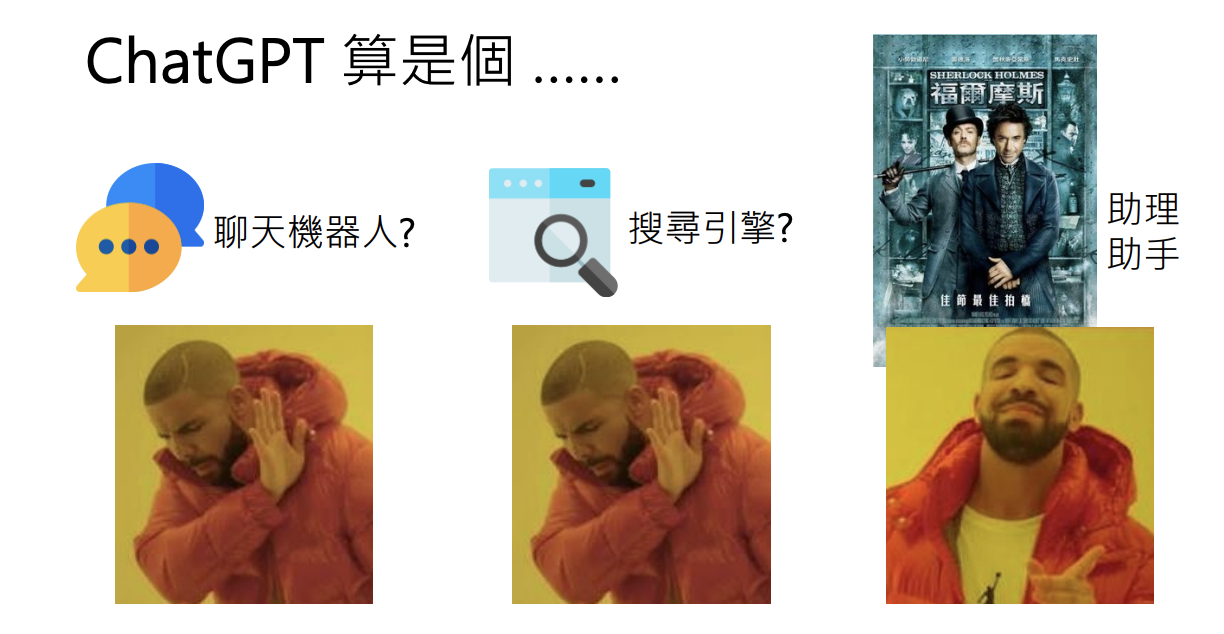 ChatGPT 算是個 ......
聊天機器人?
搜尋引擎?
SHERLOCK HOLMES
福爾摩斯
佳節最佳拍檔
助理
助手